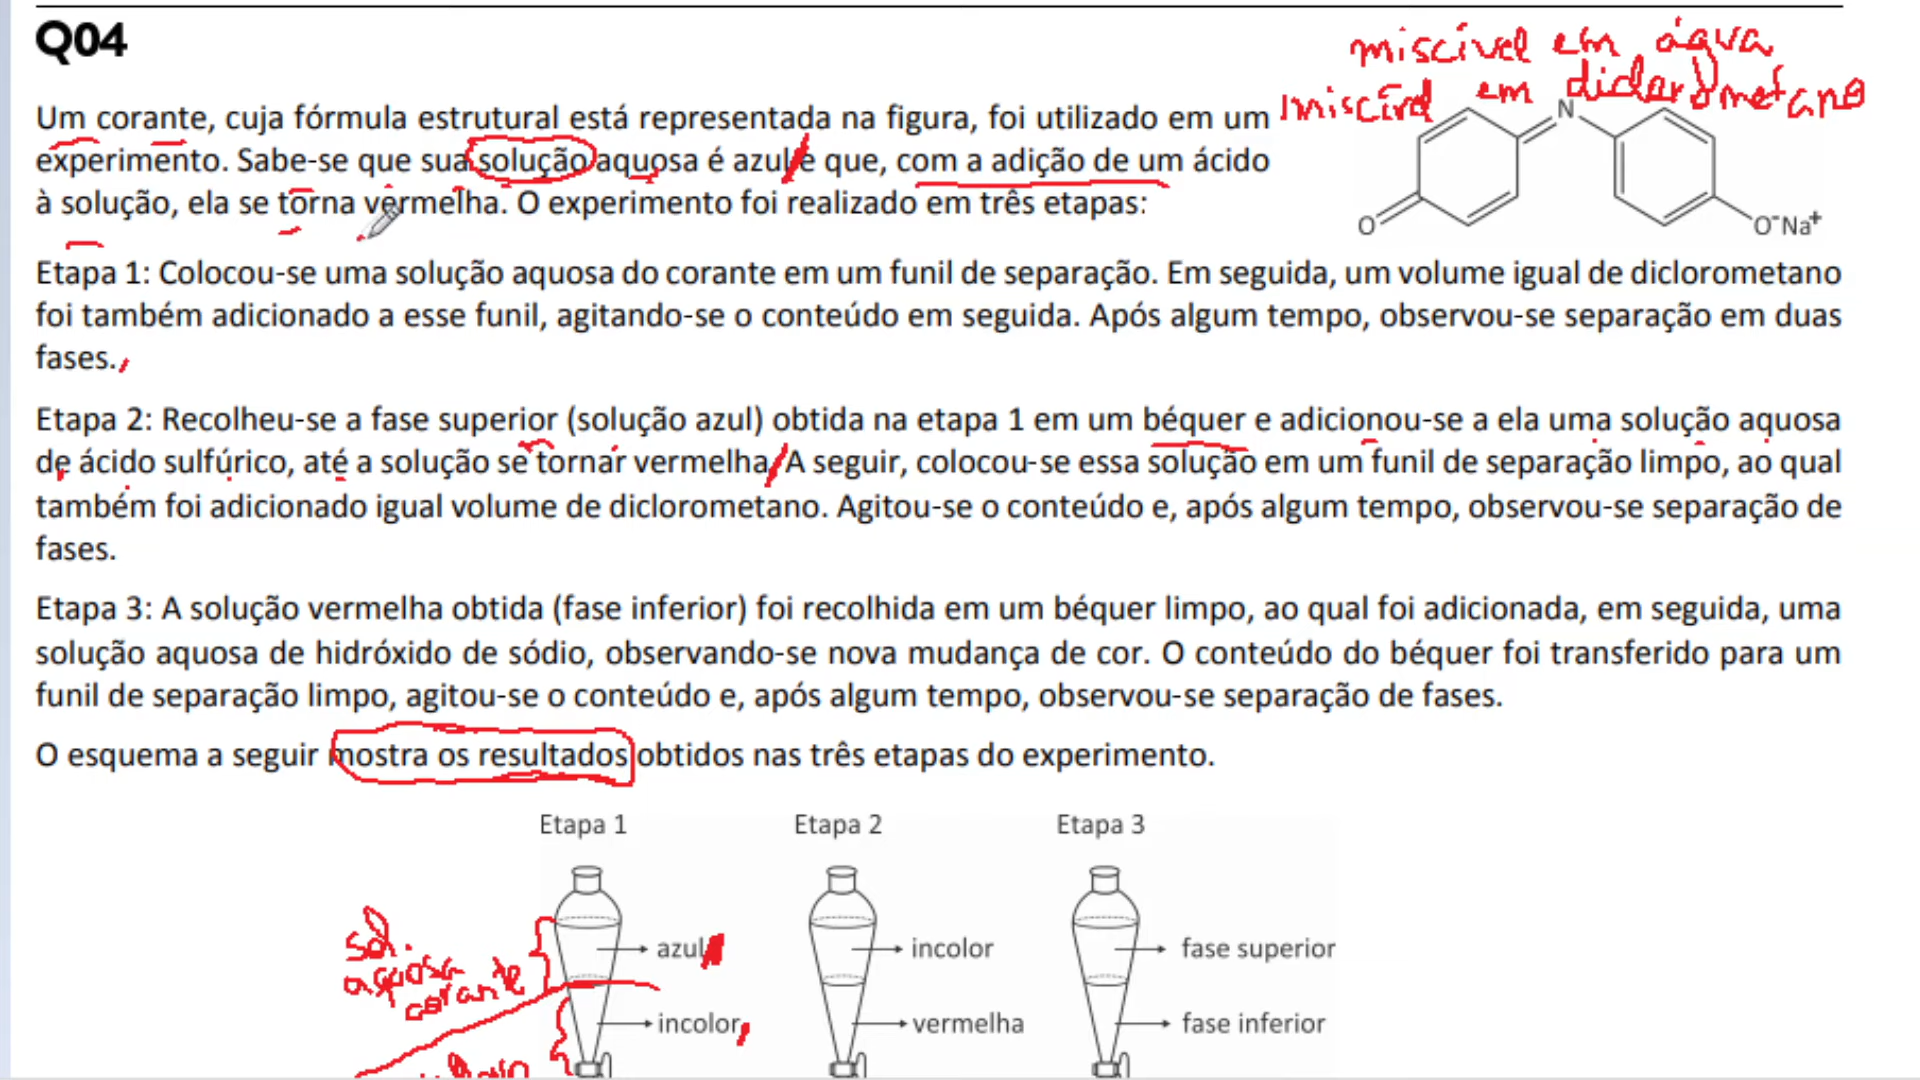 Q04
miscível em água
miscível em diclorometano
Um corante, cuja fórmula estrutural está representada na figura, foi utilizado em um
experimento. Sabe-se que sua solução aquosa é azul e que, com a adição de um ácido
à solução, ela se torna vermelha. O experimento foi realizado em três etapas:
N
O
O⁻Na⁺
Etapa 1: Colocou-se uma solução aquosa do corante em um funil de separação. Em seguida, um volume igual de diclorometano
foi também adicionado a esse funil, agitando-se o conteúdo em seguida. Após algum tempo, observou-se separação em duas
fases.
Etapa 2: Recolheu-se a fase superior (solução azul) obtida na etapa 1 em um béquer e adicionou-se a ela uma solução aquosa
de ácido sulfúrico, até a solução se tornar vermelha. A seguir, colocou-se essa solução em um funil de separação limpo, ao qual
também foi adicionado igual volume de diclorometano. Agitou-se o conteúdo e, após algum tempo, observou-se separação de
fases.
Etapa 3: A solução vermelha obtida (fase inferior) foi recolhida em um béquer limpo, ao qual foi adicionada, em seguida, uma
solução aquosa de hidróxido de sódio, observando-se nova mudança de cor. O conteúdo do béquer foi transferido para um
funil de separação limpo, agitou-se o conteúdo e, após algum tempo, observou-se separação de fases.
O esquema a seguir mostra os resultados obtidos nas três etapas do experimento.
Etapa 1 Etapa 2 Etapa 3
sol.
aquosa de
corante
azul incolor fase superior
incolor vermelha fase inferior